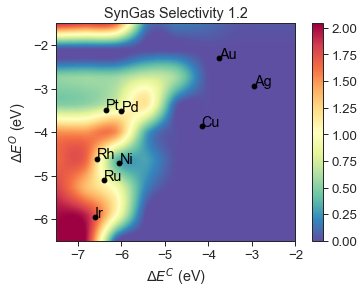 SynGas Selectivity 1.2
ΔE^O (eV)
−2
−3
−4
−5
−6
Au
Ag
Pt
Pd
Cu
Rh
Ni
Ru
Ir
−7
−6
−5
−4
−3
−2
ΔE^C (eV)
2.00
1.75
1.50
1.25
1.00
0.75
0.50
0.25
0.00